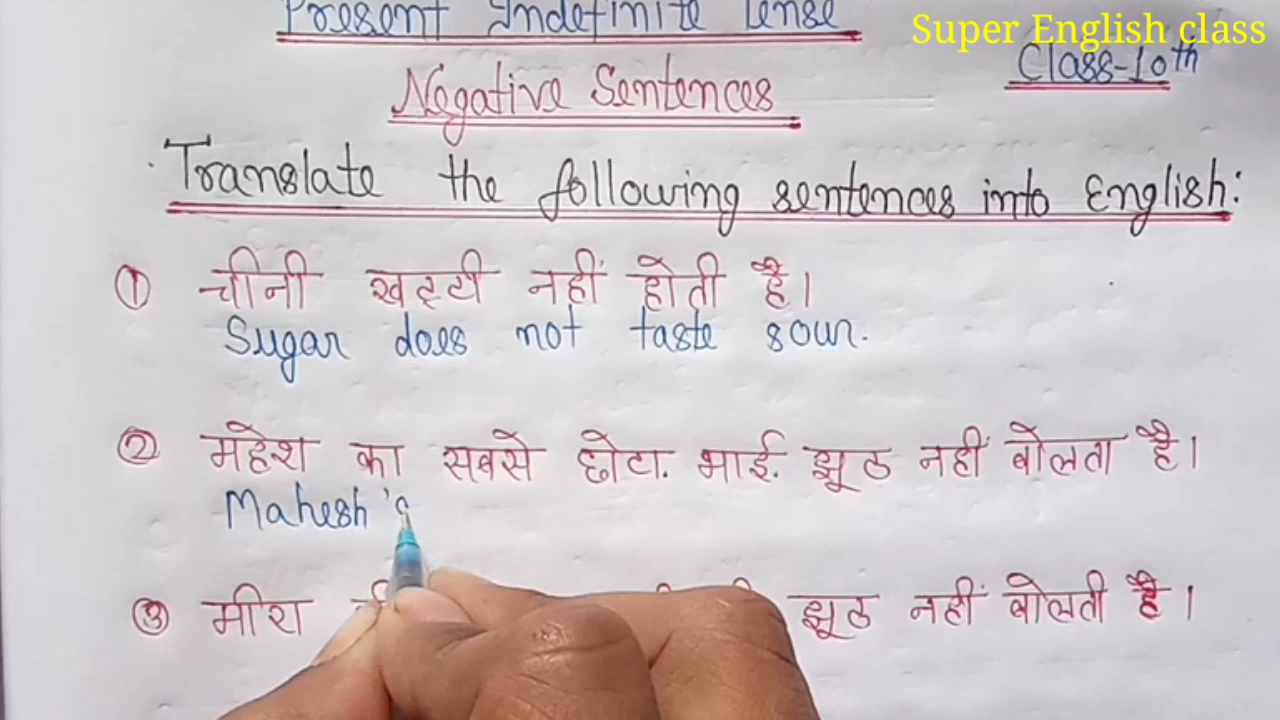 Present Indefinite Tense
Super English class
Class-10th
Negative Sentences
Translate the following sentences into English:
① चीनी खट्टी नहीं होती है।
Sugar does not taste sour.
② महेश का सबसे छोटा भाई झूठ नहीं बोलता है।
Mahesh's
③ मीरा झूठ नहीं बोलती है।